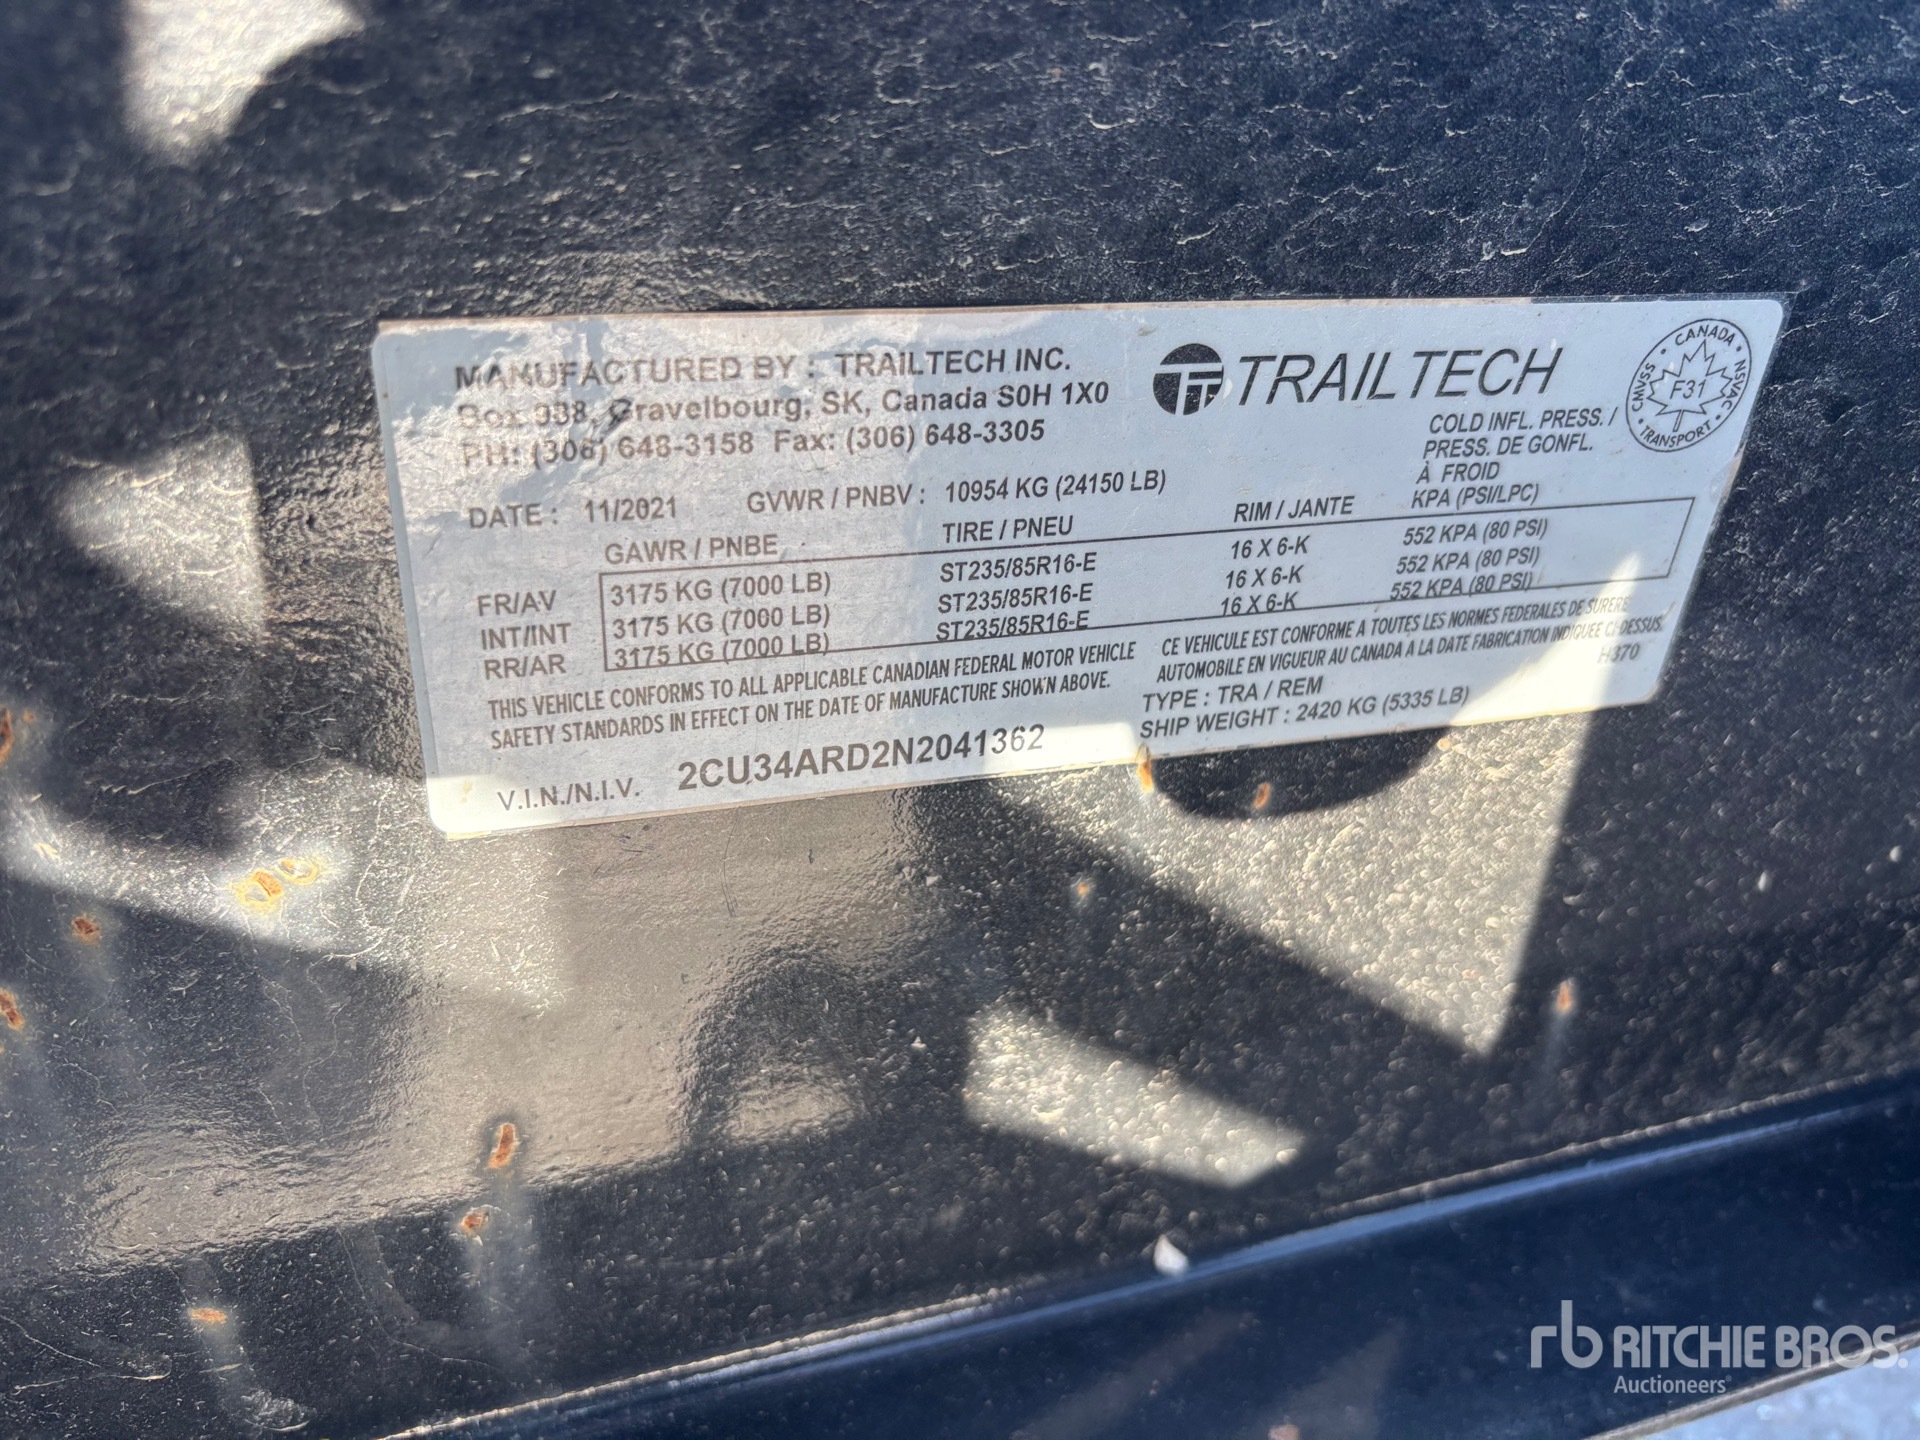 MANUFACTURED BY : TRAILTECH INC.
Box 988, Gravelbourg, SK, Canada S0H 1X0
PH: (306) 648-3158 Fax: (306) 648-3305
TRAILTECH
CANADA
CMVSS NSVAC
F31
TRANSPORT
COLD INFL. PRESS. /
PRESS. DE GONFL.
À FROID
KPA (PSI/LPC)
DATE : 11/2021 GVWR / PNBV : 10954 KG (24150 LB)
GAWR / PNBE TIRE / PNEU RIM / JANTE
FR/AV 3175 KG (7000 LB) ST235/85R16-E 16 X 6-K 552 KPA (80 PSI)
INT/INT 3175 KG (7000 LB) ST235/85R16-E 16 X 6-K 552 KPA (80 PSI)
RR/AR 3175 KG (7000 LB) ST235/85R16-E 16 X 6-K 552 KPA (80 PSI)
THIS VEHICLE CONFORMS TO ALL APPLICABLE CANADIAN FEDERAL MOTOR VEHICLE
SAFETY STANDARDS IN EFFECT ON THE DATE OF MANUFACTURE SHOWN ABOVE.
CE VEHICULE EST CONFORME A TOUTES LES NORMES FEDERALES DE SURERE
AUTOMOBILE EN VIGUEUR AU CANADA A LA DATE FABRICATION INDIQUEE CI-DESSUS.
H370
TYPE : TRA / REM
SHIP WEIGHT : 2420 KG (5335 LB)
V.I.N./N.I.V. 2CU34ARD2N2041362
rb RITCHIE BROS.
Auctioneers